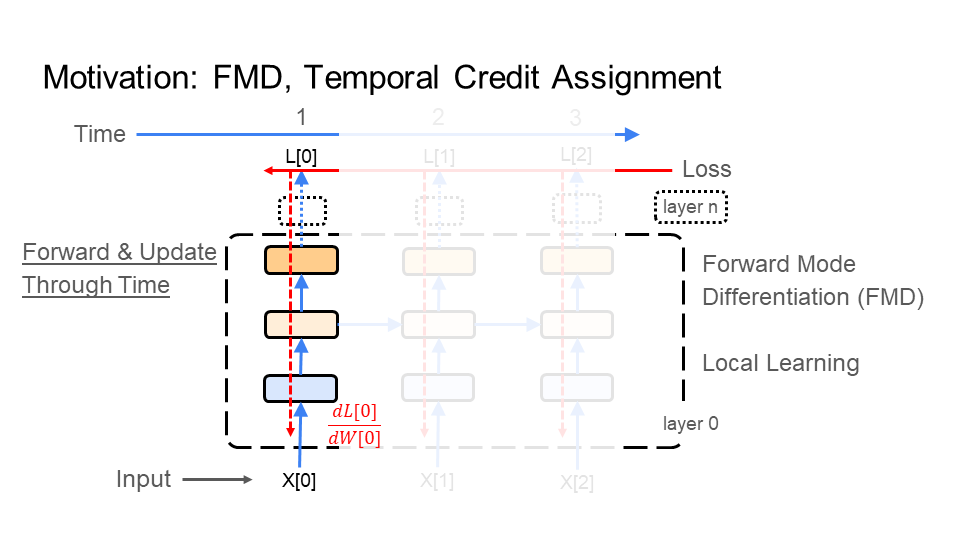 Motivation: FMD, Temporal Credit Assignment
1 2 3
Time
L[0] L[1] L[2]
Loss
layer n
Forward & Update
Through Time
Forward Mode
Differentiation (FMD)
Local Learning
dL[0]
dW[0]
layer 0
Input
X[0] X[1] X[2]